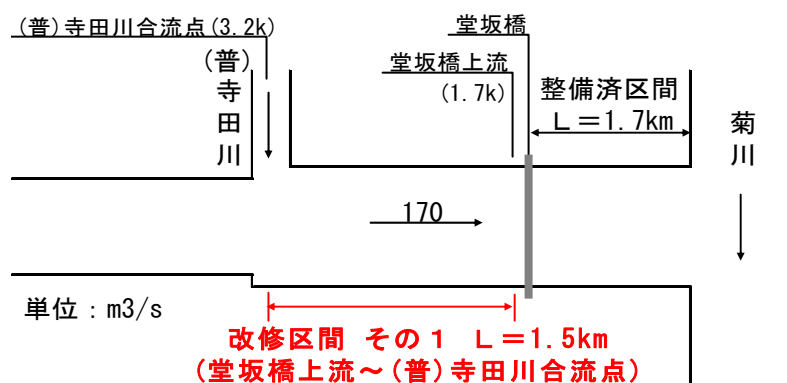 (普)寺田川合流点(3.2k)
堂坂橋
(普)
寺
田
川
堂坂橋上流
(1.7k)
整備済区間
L=1.7km
菊
川
170
単位：m3/s
改修区間 その1 L=1.5km
(堂坂橋上流～(普)寺田川合流点)